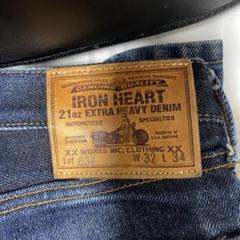 GENUINE QUALITY
IRON HEART
21oz EXTRA HEAVY DENIM
MOTORCYCLE SPECIALTIES
XX WORKS INC, CLOTHING XX
Lot 634 W 32 L 34